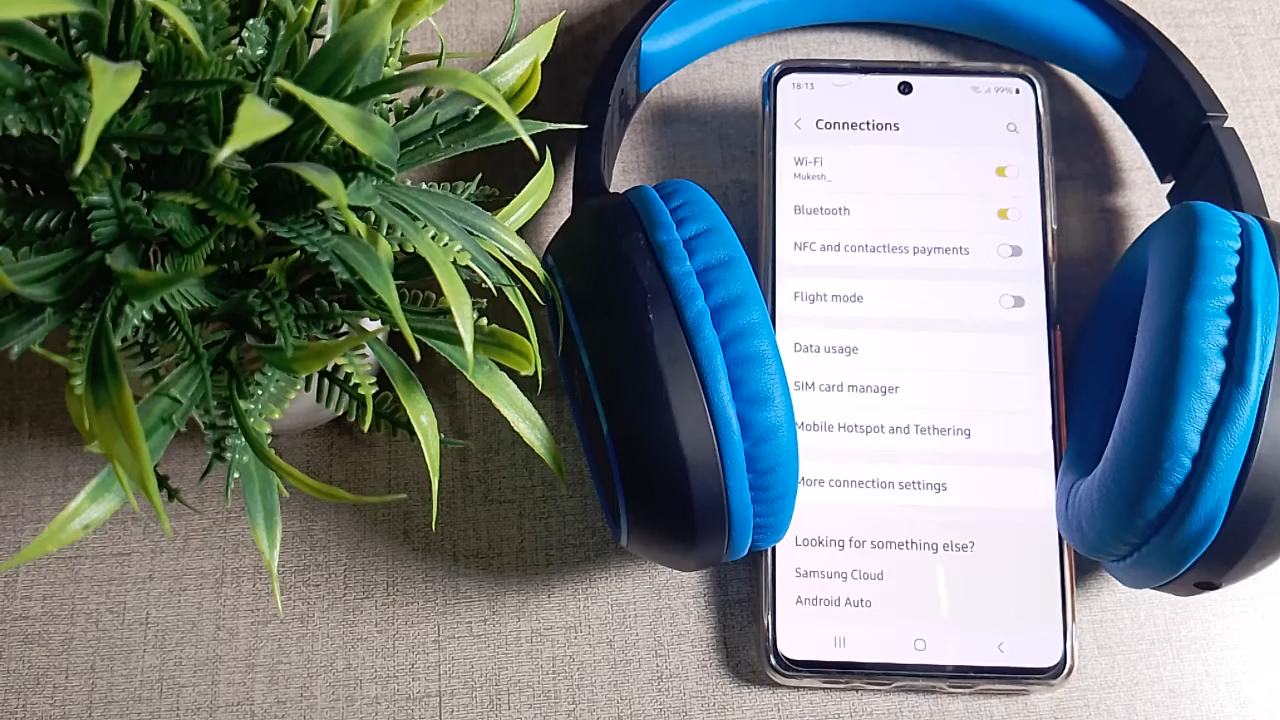 18:13 99%
Connections
Wi-Fi
Mukesh_
Bluetooth
NFC and contactless payments
Flight mode
Data usage
SIM card manager
Mobile Hotspot and Tethering
More connection settings
Looking for something else?
Samsung Cloud
Android Auto